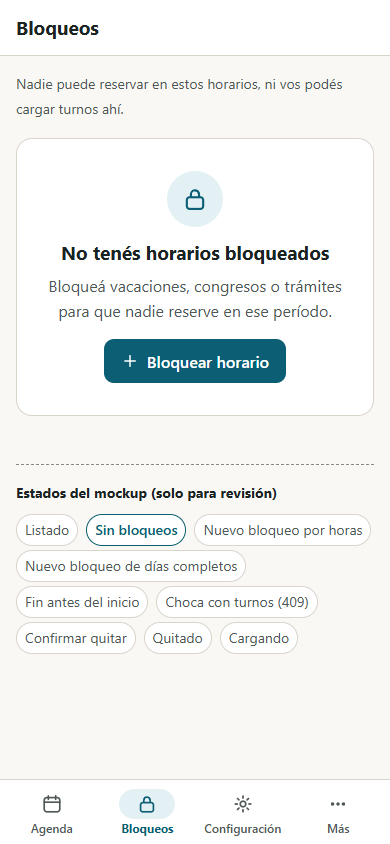 Bloqueos
Nadie puede reservar en estos horarios, ni vos podés
cargar turnos ahí.
No tenés horarios bloqueados
Bloqueá vacaciones, congresos o trámites
para que nadie reserve en ese período.
Bloquear horario
Estados del mockup (solo para revisión)
Listado Sin bloqueos Nuevo bloqueo por horas
Nuevo bloqueo de días completos
Fin antes del inicio Choca con turnos (409)
Confirmar quitar Quitado Cargando
Agenda Bloqueos Configuración Más